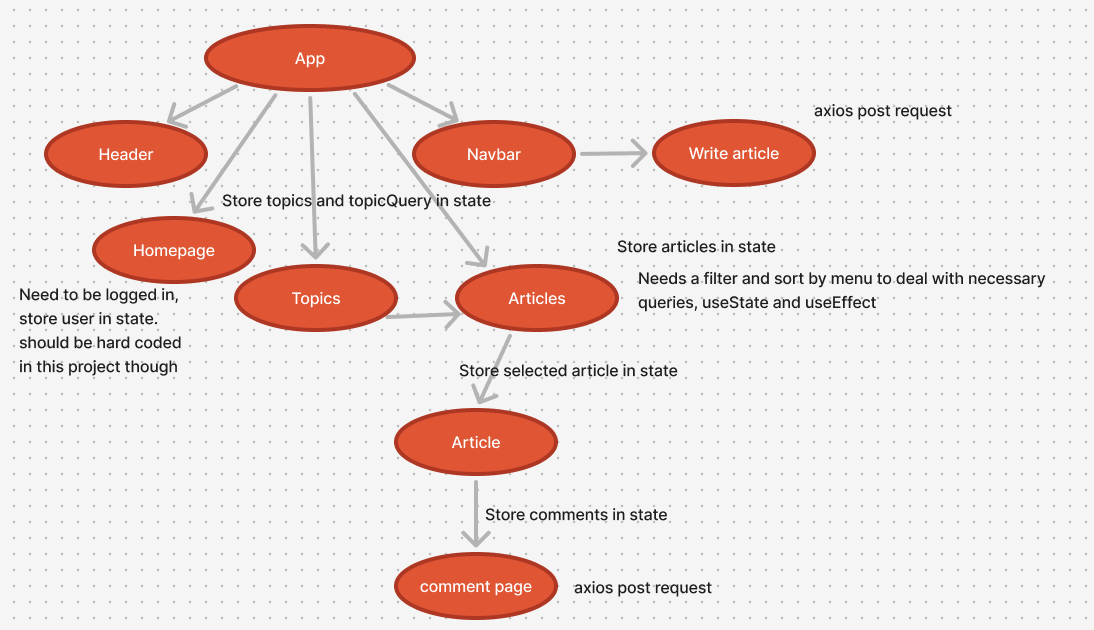 App
axios post request
Header
Navbar
Write article
Store topics and topicQuery in state
Homepage
Store articles in state
Needs a filter and sort by menu to deal with necessary
queries, useState and useEffect
Need to be logged in,
store user in state.
should be hard coded
in this project though
Topics
Articles
Store selected article in state
Article
Store comments in state
comment page
axios post request